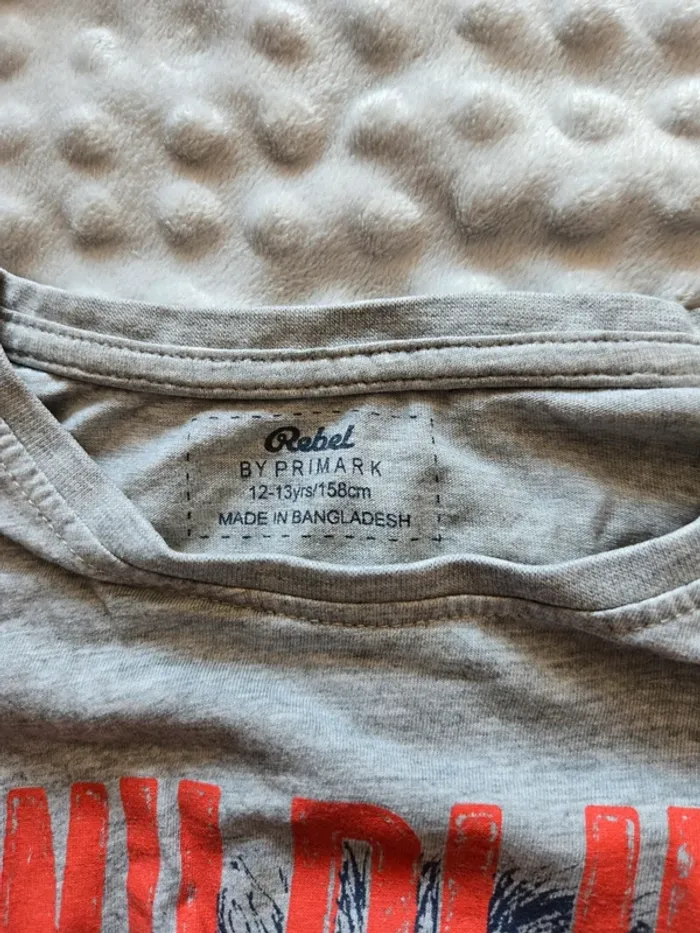 Rebel
BY PRIMARK
12-13yrs/158cm
MADE IN BANGLADESH